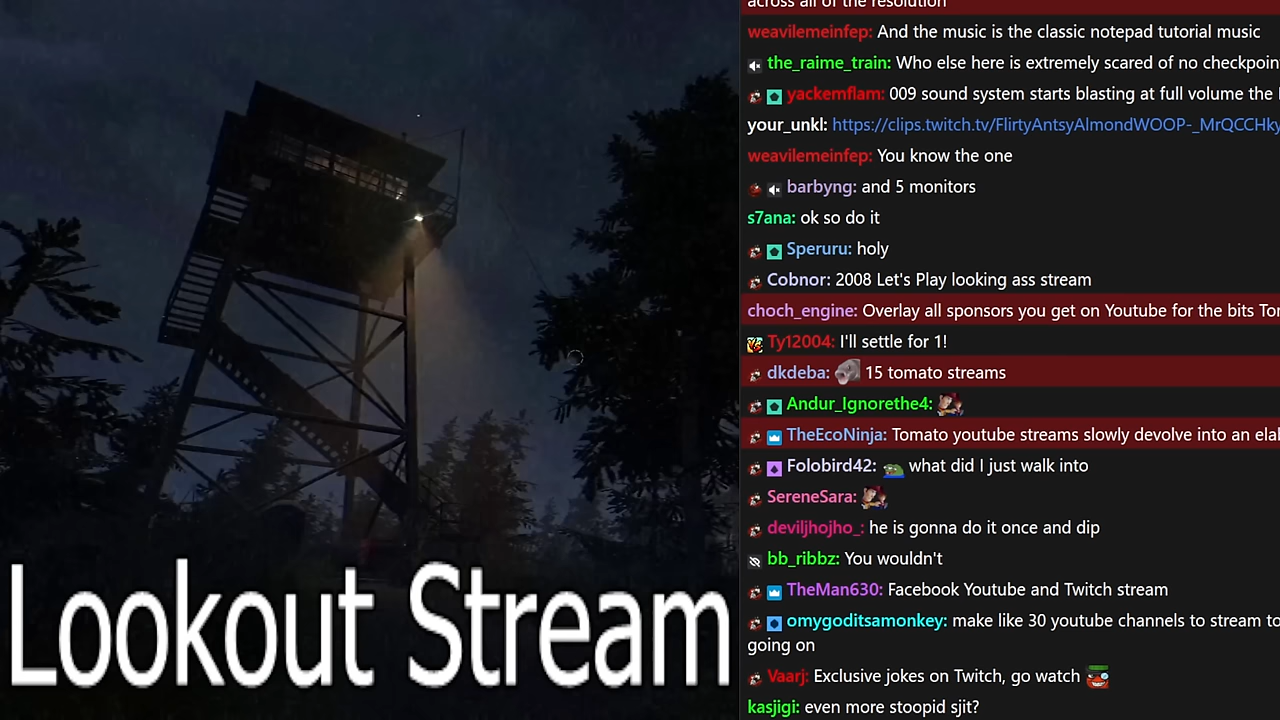 across all of the resolution
weavilemeinfep: And the music is the classic notepad tutorial music
the_raime_train: Who else here is extremely scared of no checkpoin
yackemflam: 009 sound system starts blasting at full volume the
your_unkl: https://clips.twitch.tv/FlirtyAntsyAlmondWOOP-_MrQCCHky
weavilemeinfep: You know the one
barbyng: and 5 monitors
s7ana: ok so do it
Speruru: holy
Cobnor: 2008 Let's Play looking ass stream
choch_engine: Overlay all sponsors you get on Youtube for the bits To
Ty12004: I'll settle for 1!
dkdeba: 15 tomato streams
Andur_Ignorethe4:
TheEcoNinja: Tomato youtube streams slowly devolve into an ela
Folobird42: what did I just walk into
SereneSara:
deviljhojho_: he is gonna do it once and dip
bb_ribbz: You wouldn't
TheMan630: Facebook Youtube and Twitch stream
omygoditsamonkey: make like 30 youtube channels to stream to
going on
Vaarj: Exclusive jokes on Twitch, go watch
kasjigi: even more stoopid sjit?
Lookout Stream